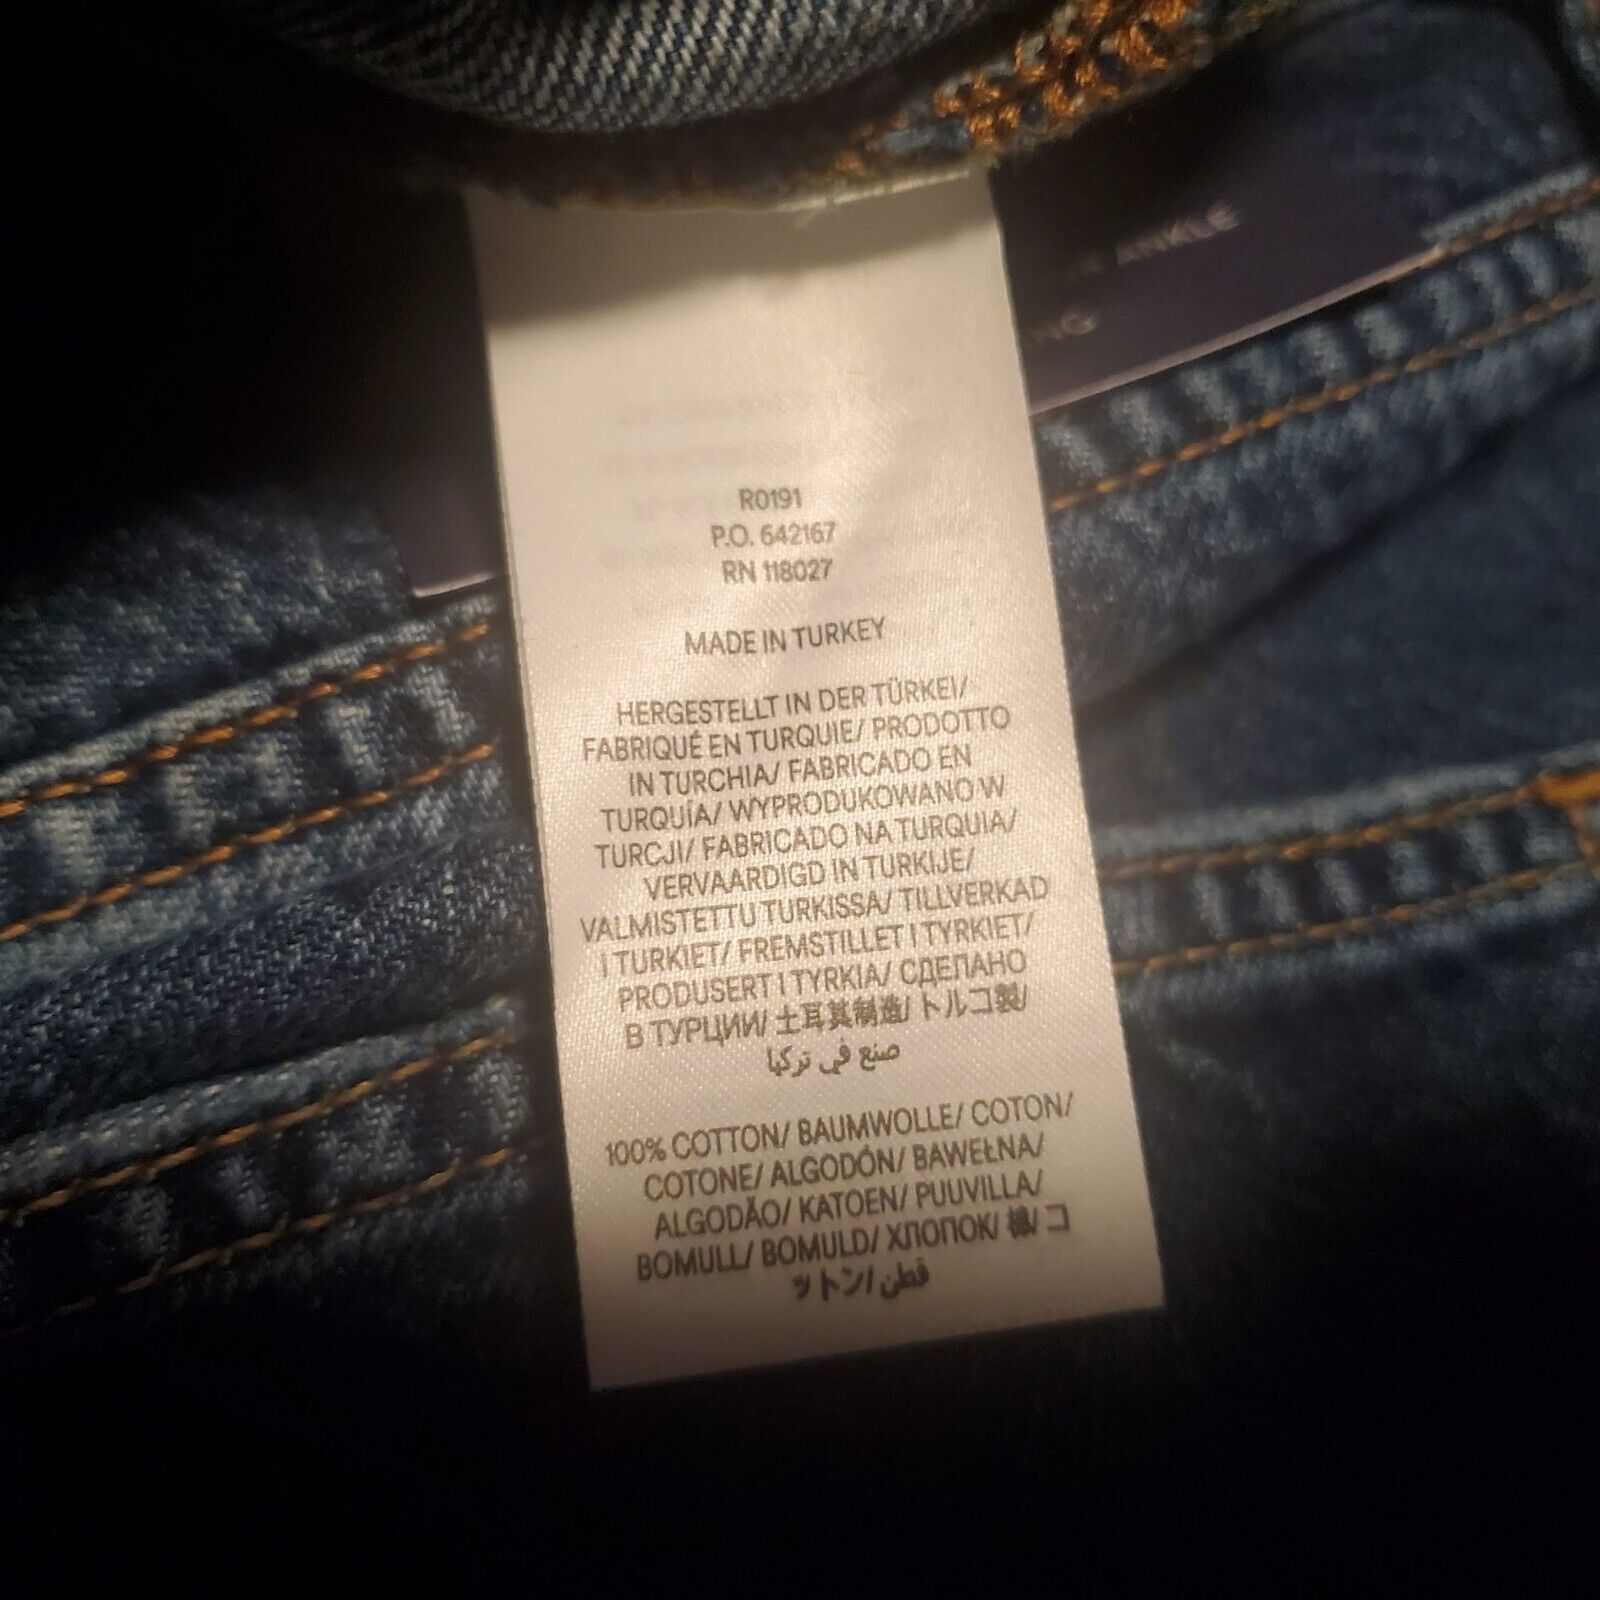 ANKLE
R0191
P.O. 642167
RN 118027
MADE IN TURKEY
HERGESTELLT IN DER TÜRKEI/
FABRIQUÉ EN TURQUIE/ PRODOTTO
IN TURCHIA/ FABRICADO EN
TURQUÍA/ WYPRODUKOWANO W
TURCJI/ FABRICADO NA TURQUIA/
VERVAARDIGD IN TURKIJE/
VALMISTETTU TURKISSA/ TILLVERKAD
I TURKIET/ FREMSTILLET I TYRKIET/
PRODUSERT I TYRKIA/ СДЕЛАНО
В ТУРЦИИ/ 土耳其制造/ トルコ製/
صنع في تركيا
100% COTTON/ BAUMWOLLE/ COTON/
COTONE/ ALGODÓN/ BAWEŁNA/
ALGODÃO/ KATOEN/ PUUVILLA/
BOMULL/ BOMULD/ ХЛОПОК/ 棉/ コ
ットン/ قطن